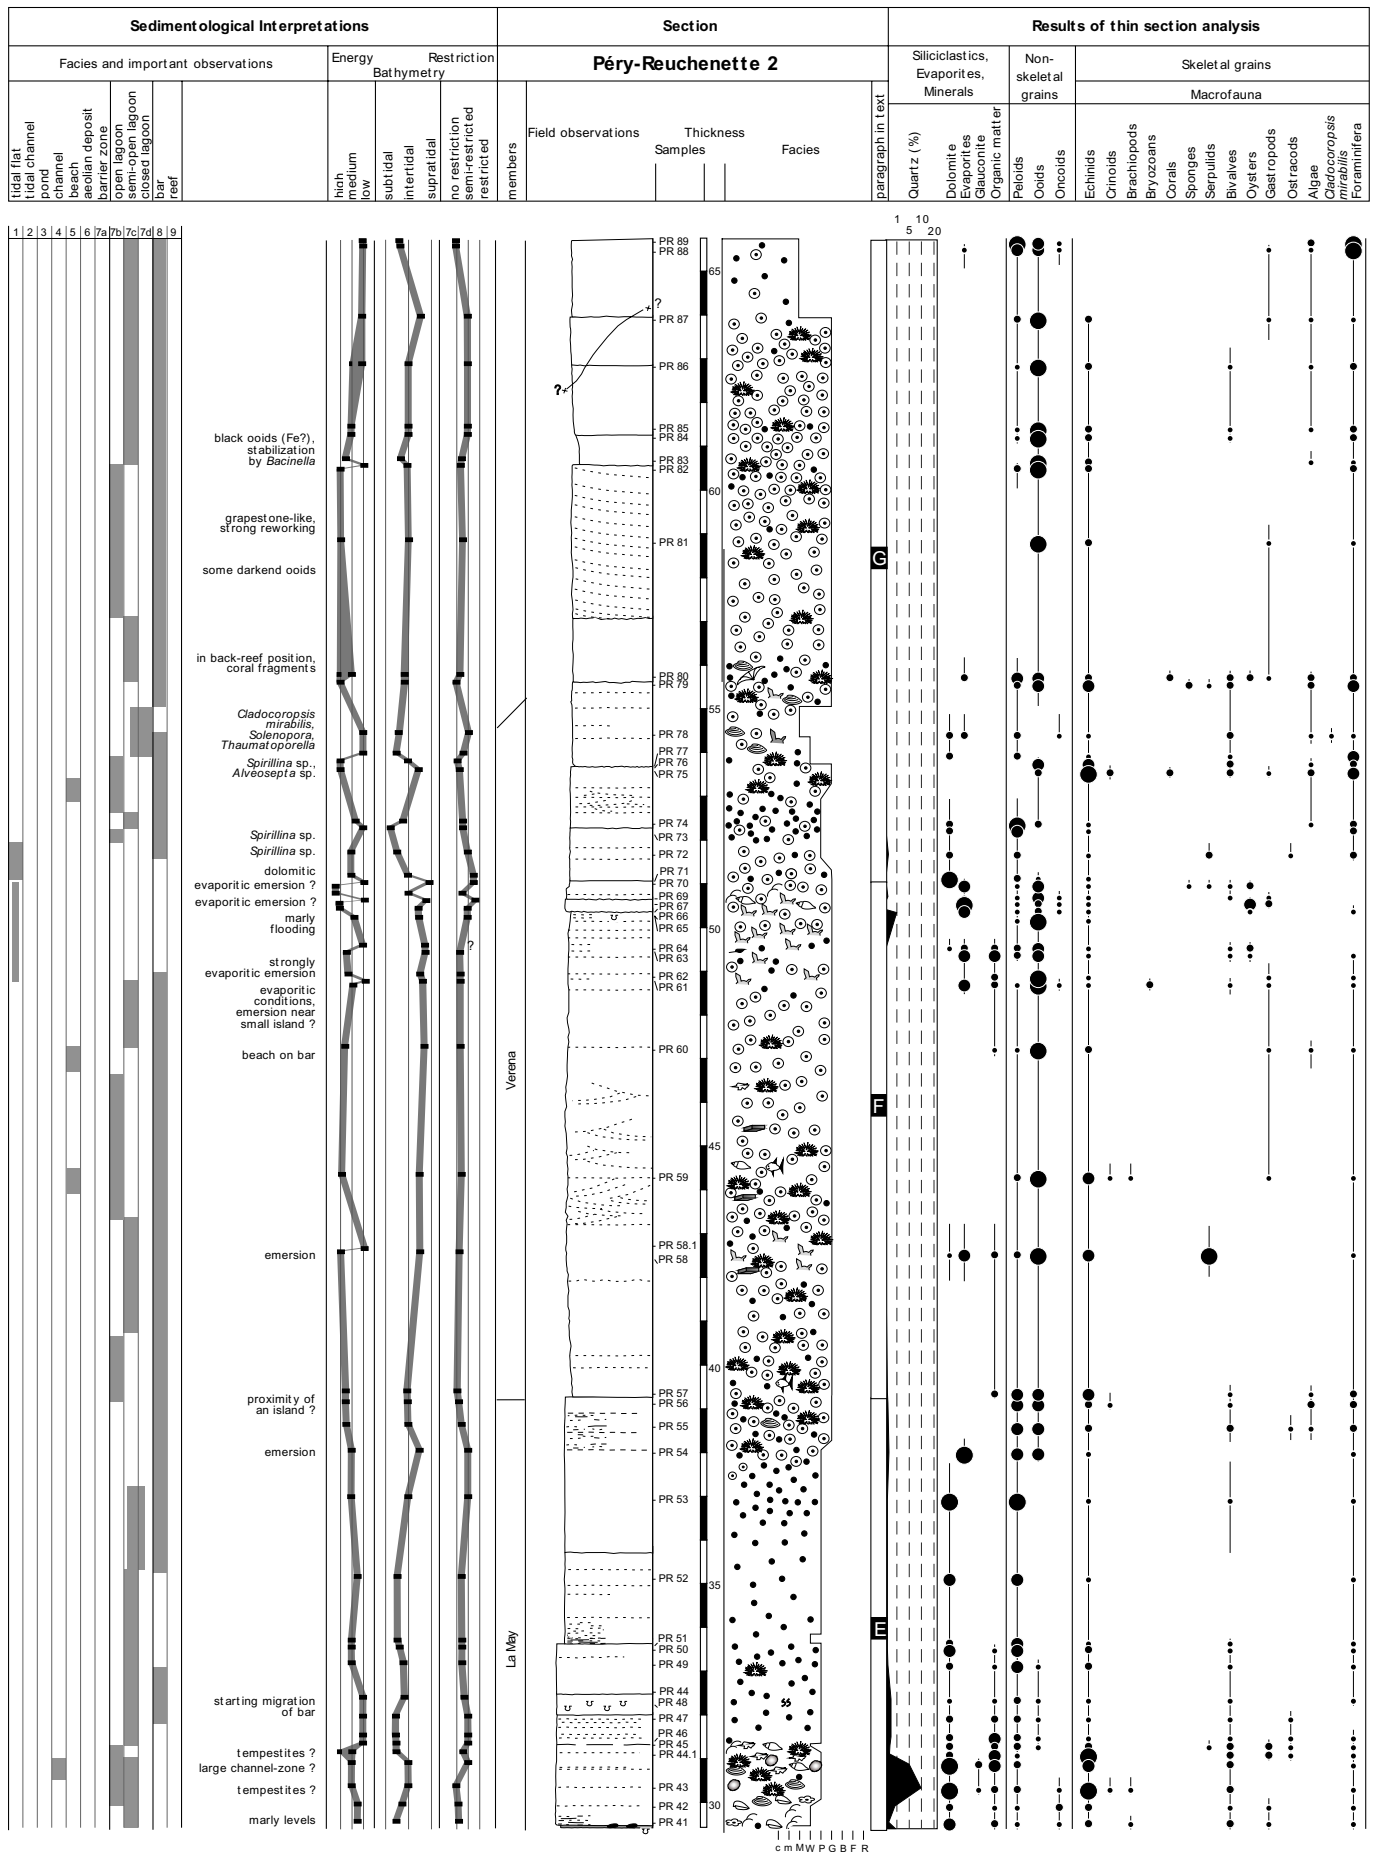 Sedimentological Interpretations
Section
Results of thin section analysis
Facies and important observations
Energy
Bathymetry
Restriction
Péry-Reuchenette 2
Siliciclastics,
Evaporites,
Minerals
Non-
skeletal
grains
Skeletal grains
Macrofauna
tidal flat
tidal channel
pond
channel
beach
aeolian deposit
barrier zone
open lagoon
semi-open lagoon
closed lagoon
bar
reef
high
medium
low
subtidal
intertidal
supratidal
no restriction
semi-restricted
restricted
members
Field observations
Samples
Thickness
Facies
paragraph in text
Quartz (%)
Dolomite
Evaporites
Glauconite
Organic matter
Peloids
Ooids
Oncoids
Echinids
Crinoids
Brachiopods
Bryozoans
Corals
Sponges
Serpulids
Bivalves
Oysters
Gastropods
Ostracods
Algae
Cladocoropsis
mirabilis
Foraminifera
1 2 3 4 5 6 7a 7b 7c 7d 8 9
1 10
5 20
black ooids (Fe?),
stabilization
by Bacinella
grapestone-like,
strong reworking
some darkend ooids
in back-reef position,
coral fragments
Cladocoropsis
mirabilis,
Solenopora,
Thaumatoporella
Spirillina sp.,
Alveosepta sp.
Spirillina sp.
Spirillina sp.
dolomitic
evaporitic emersion ?
evaporitic emersion ?
marly
flooding
strongly
evaporitic emersion
evaporitic
conditions,
emersion near
small island ?
beach on bar
emersion
proximity of
an island ?
emersion
starting migration
of bar
tempestites ?
large channel-zone ?
tempestites ?
marly levels
?
Verena
La May
?
?
PR 89
PR 88
PR 87
PR 86
PR 85
PR 84
PR 83
PR 82
PR 81
PR 80
PR 79
PR 78
PR 77
PR 76
PR 75
PR 74
PR 73
PR 72
PR 71
PR 70
PR 69
PR 67
PR 66
PR 65
PR 64
PR 63
PR 62
PR 61
PR 60
PR 59
PR 58.1
PR 58
PR 57
PR 56
PR 55
PR 54
PR 53
PR 52
PR 51
PR 50
PR 49
PR 44
PR 48
PR 47
PR 46
PR 45
PR 44.1
PR 43
PR 42
PR 41
65
60
55
50
45
40
35
30
G
F
E
c m M W P G B F R